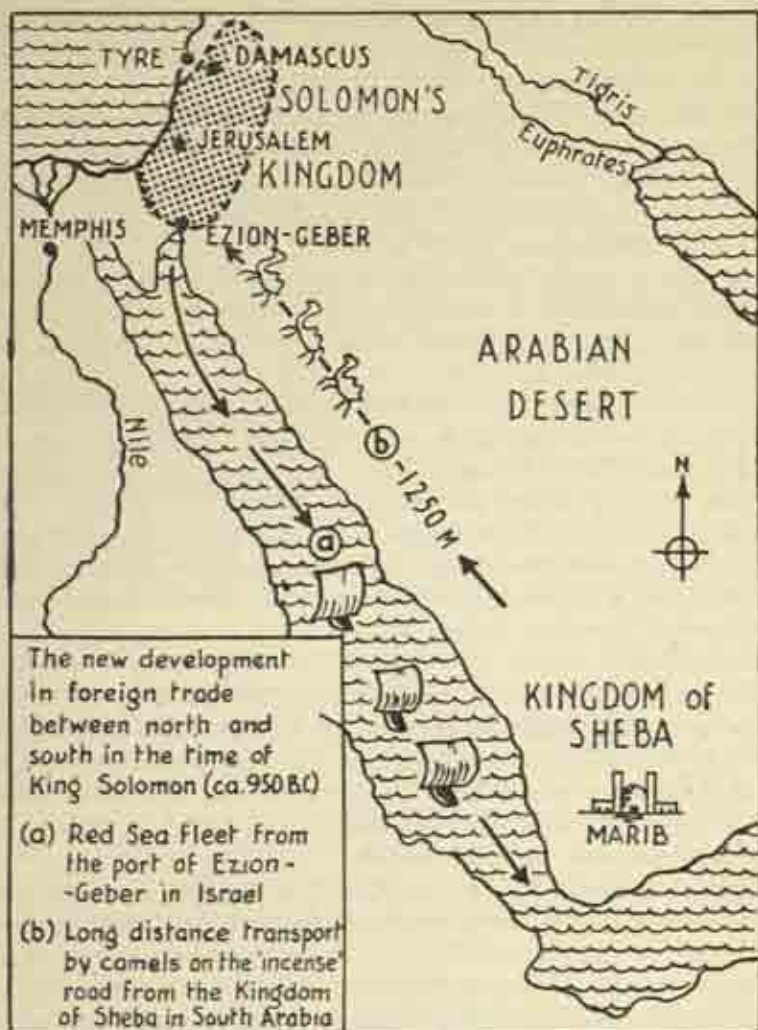 TYRE
DAMASCUS
SOLOMON'S
JERUSALEM
KINGDOM
Tigris
Euphrates
MEMPHIS
EZION-GEBER
ARABIAN
DESERT
Nile
b
-1250 M
N
a
The new development
in foreign trade
between north and
south in the time of
King Solomon (ca.950 B.C)
(a) Red Sea Fleet from
the port of Ezion-
-Geber in Israel
(b) Long distance transport
by camels on the 'incense'
road from the Kingdom
of Sheba in South Arabia
KINGDOM of
SHEBA
MARIB